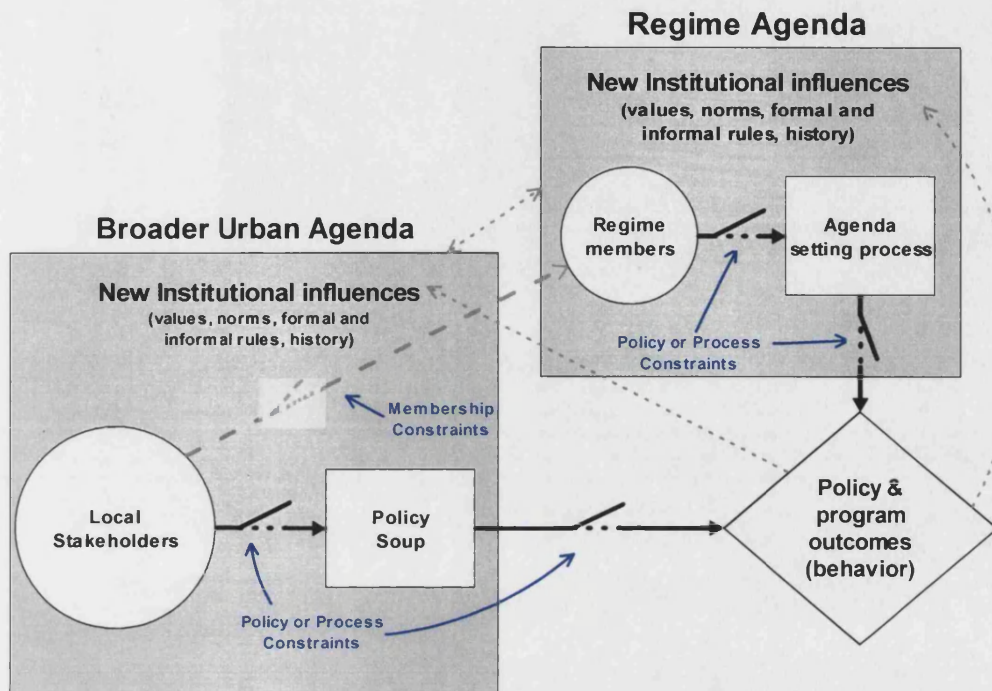 Regime Agenda
New Institutional influences
(values, norms, formal and
informal rules, history)
Regime
members
Agenda
setting process
Policy or Process
Constraints
Broader Urban Agenda
New Institutional influences
(values, norms, formal and
informal rules, history)
Membership
Constraints
Local
Stakeholders
Policy
Soup
Policy or Process
Constraints
Policy &
program
outcomes
(behavior)